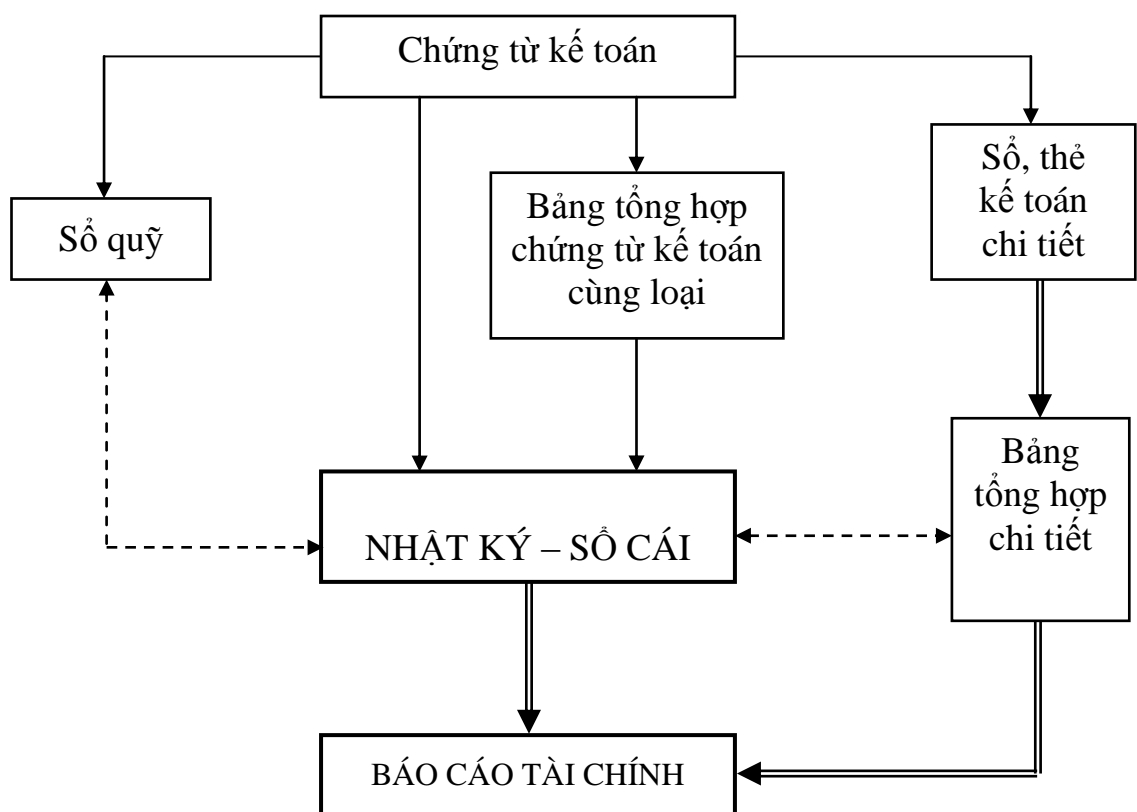 Chứng từ kế toán
Sổ, thẻ
kế toán
chi tiết
Sổ quỹ
Bảng tổng hợp
chứng từ kế toán
cùng loại
Bảng
tổng hợp
chi tiết
NHẬT KÝ – SỔ CÁI
BÁO CÁO TÀI CHÍNH